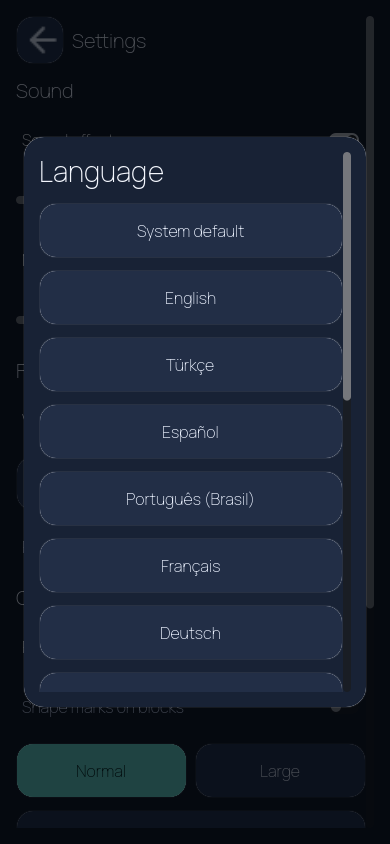 Settings
Sound
Language
System default
English
Türkçe
Español
Português (Brasil)
Français
Deutsch
Shape marks on blocks
Normal
Large